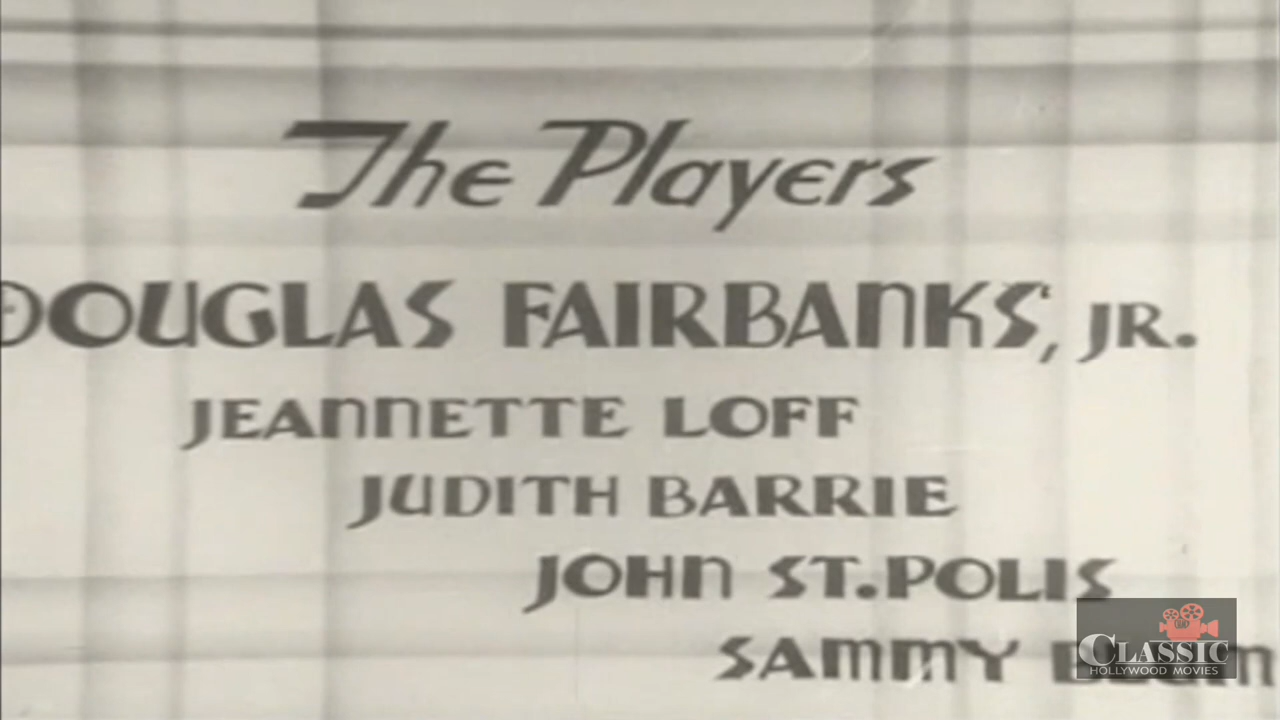 The Players
DOUGLAS FAIRBANKS, JR.
JEANNETTE LOFF
JUDITH BARRIE
JOHN ST. POLIS
SAMMY
CLASSIC
HOLLYWOOD MOVIES